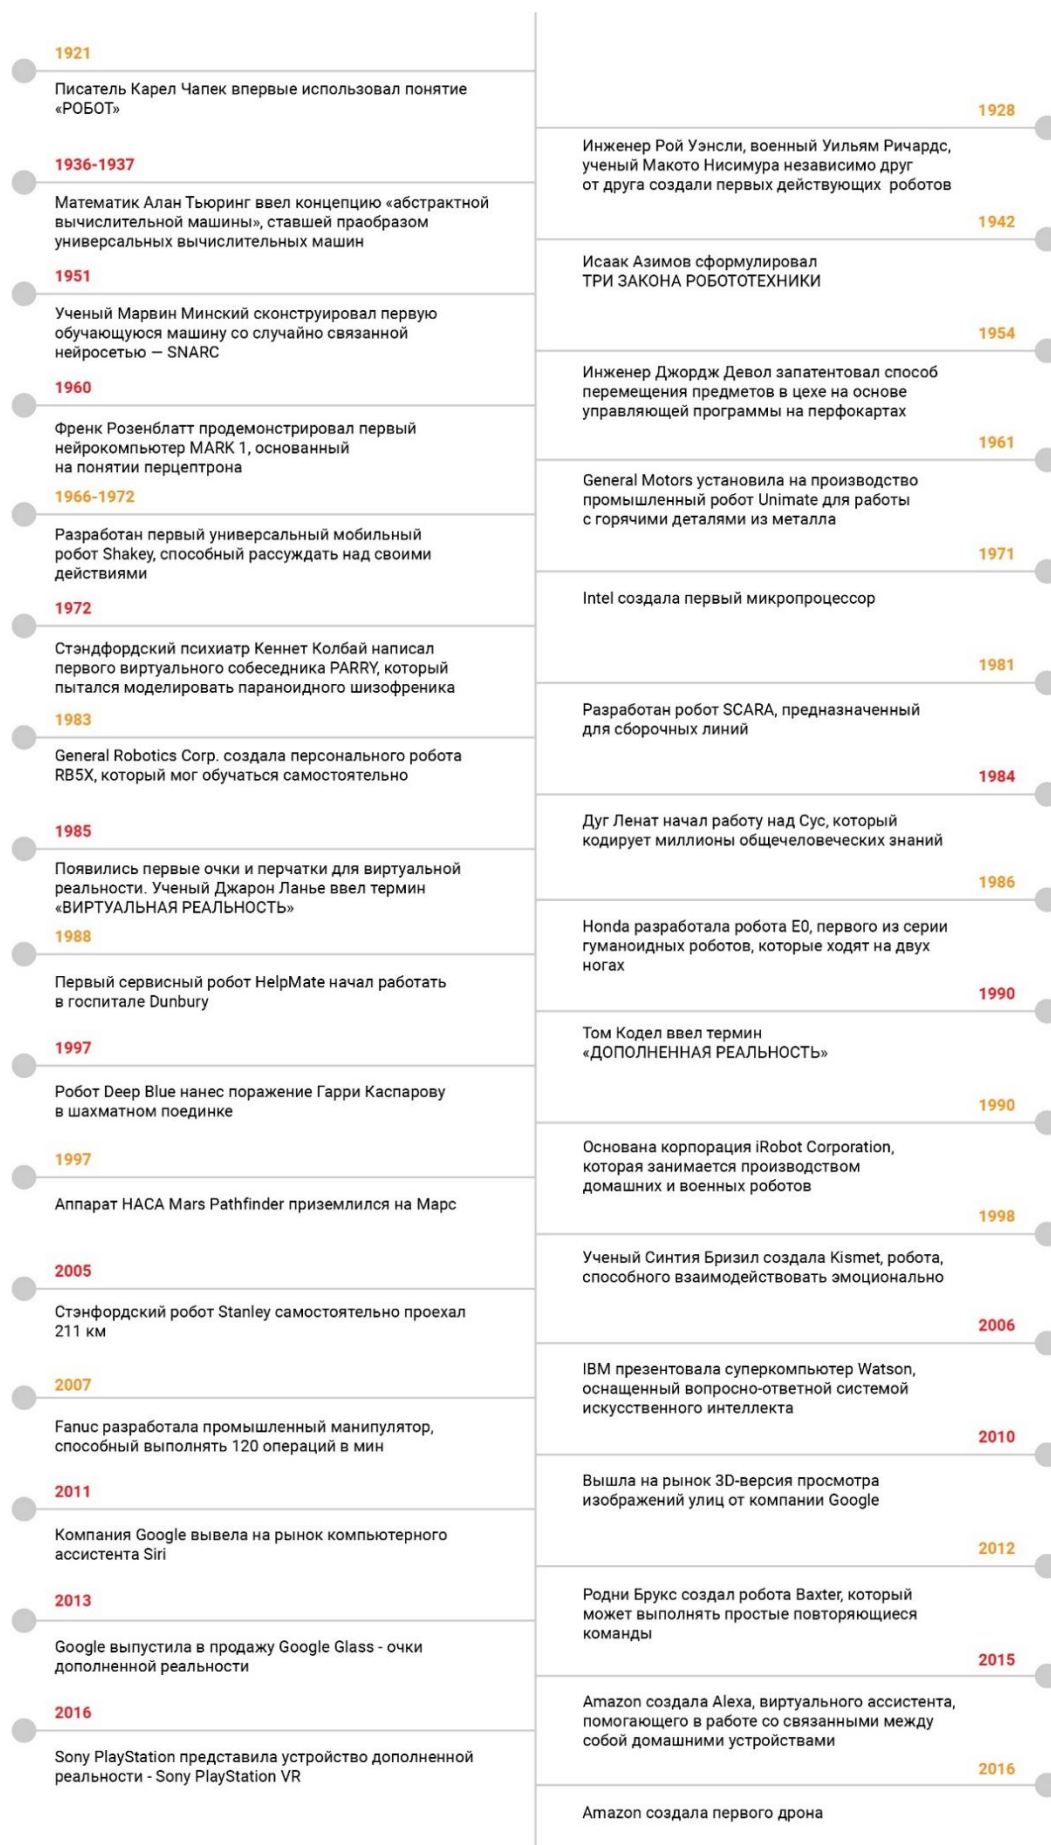 1921
Писатель Карел Чапек впервые использовал понятие
«РОБОТ»
1928
Инженер Рой Уэнсли, военный Уильям Ричардс,
ученый Макото Нисимура независимо друг
от друга создали первых действующих роботов
1936-1937
Математик Алан Тьюринг ввел концепцию «абстрактной
вычислительной машины», ставшей праобразом
универсальных вычислительных машин
1942
Исаак Азимов сформулировал
ТРИ ЗАКОНА РОБОТОТЕХНИКИ
1951
Ученый Марвин Минский сконструировал первую
обучающуюся машину со случайно связанной
нейросетью — SNARC
1954
Инженер Джордж Девол запатентовал способ
перемещения предметов в цехе на основе
управляющей программы на перфокартах
1960
Френк Розенблатт продемонстрировал первый
нейрокомпьютер MARK 1, основанный
на понятии перцептрона
1961
General Motors установила на производство
промышленный робот Unimate для работы
с горячими деталями из металла
1966-1972
Разработан первый универсальный мобильный
робот Shakey, способный рассуждать над своими
действиями
1971
Intel создала первый микропроцессор
1972
Стэндфордский психиатр Кеннет Колбай написал
первого виртуального собеседника PARRY, который
пытался моделировать параноидного шизофреника
1981
Разработан робот SCARA, предназначенный
для сборочных линий
1983
General Robotics Corp. создала персонального робота
RB5X, который мог обучаться самостоятельно
1984
Дуг Ленат начал работу над Cyc, который
кодирует миллионы общечеловеческих знаний
1985
Появились первые очки и перчатки для виртуальной
реальности. Ученый Джарон Ланье ввел термин
«ВИРТУАЛЬНАЯ РЕАЛЬНОСТЬ»
1986
Honda разработала робота E0, первого из серии
гуманоидных роботов, которые ходят на двух
ногах
1988
Первый сервисный робот HelpMate начал работать
в госпитале Dunbury
1990
Том Кодел ввел термин
«ДОПОЛНЕННАЯ РЕАЛЬНОСТЬ»
1997
Робот Deep Blue нанес поражение Гарри Каспарову
в шахматном поединке
1990
Основана корпорация iRobot Corporation,
которая занимается производством
домашних и военных роботов
1997
Аппарат НАСА Mars Pathfinder приземлился на Марс
1998
Ученый Синтия Бризил создала Kismet, робота,
способного взаимодействовать эмоционально
2005
Стэнфордский робот Stanley самостоятельно проехал
211 км
2006
IBM презентовала суперкомпьютер Watson,
оснащенный вопросно-ответной системой
искусственного интеллекта
2007
Fanuc разработала промышленный манипулятор,
способный выполнять 120 операций в мин
2010
Вышла на рынок 3D-версия просмотра
изображений улиц от компании Google
2011
Компания Google вывела на рынок компьютерного
ассистента Siri
2012
Родни Брукс создал робота Baxter, который
может выполнять простые повторяющиеся
команды
2013
Google выпустила в продажу Google Glass - очки
дополненной реальности
2015
Amazon создала Alexa, виртуального ассистента,
помогающего в работе со связанными между
собой домашними устройствами
2016
Sony PlayStation представила устройство дополненной
реальности - Sony PlayStation VR
2016
Amazon создала первого дрона